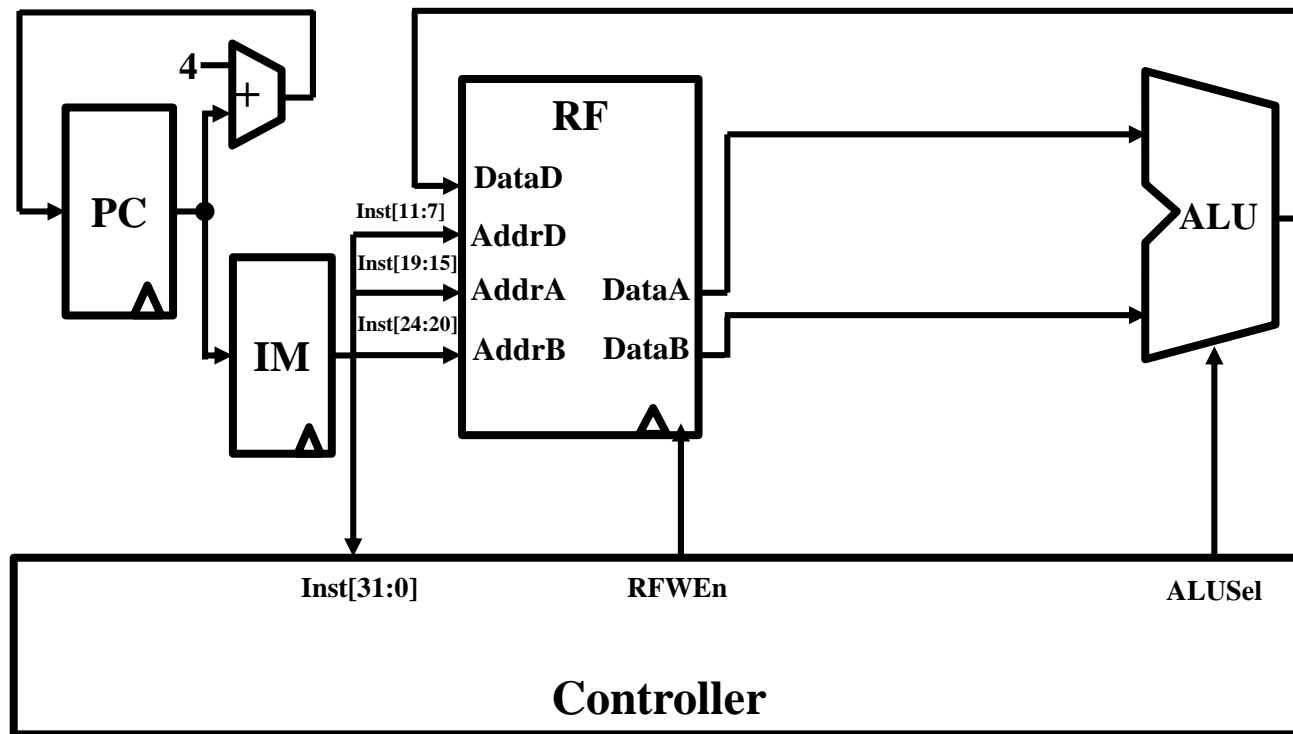 4
+
RF
PC
DataD
Inst[11:7]
AddrD
ALU
Inst[19:15]
AddrA
DataA
Inst[24:20]
AddrB
DataB
IM
Inst[31:0]
RFWEn
ALUSel
Controller